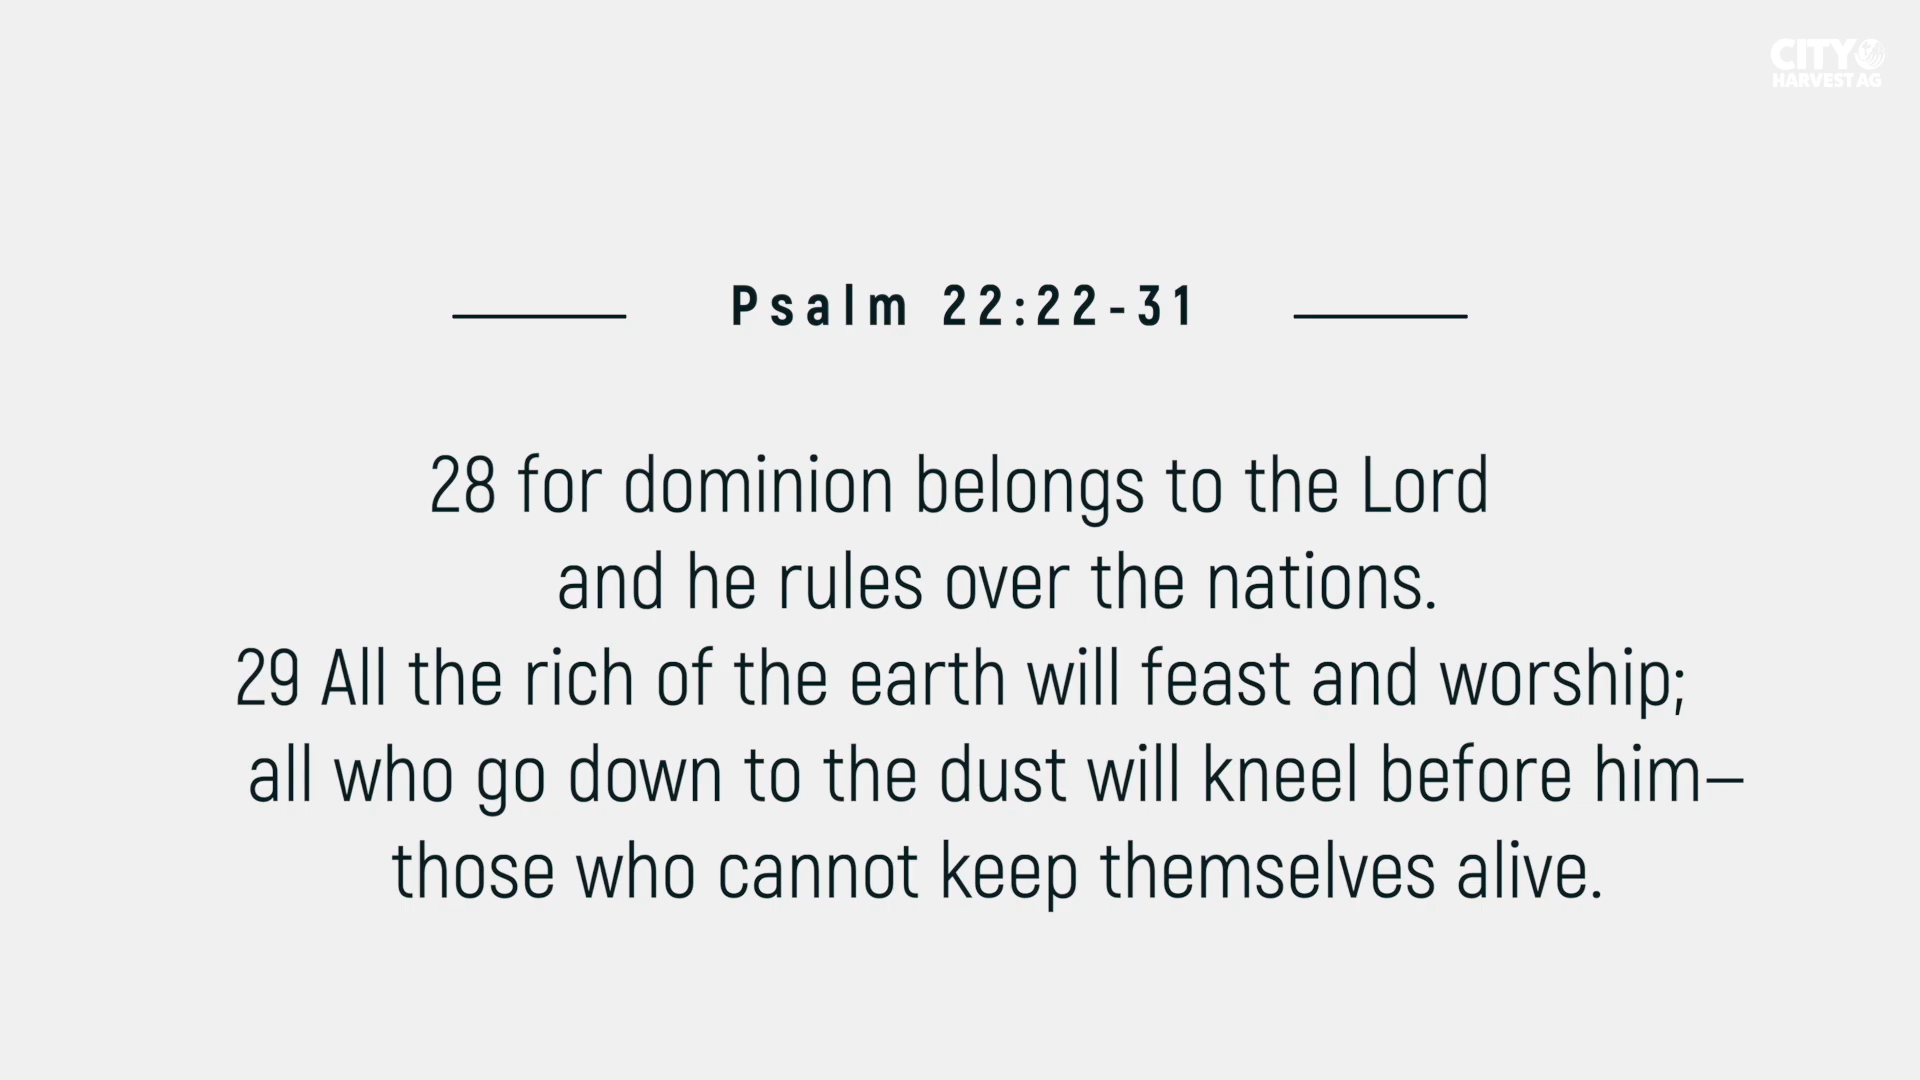 CITY
HARVEST AG
Psalm 22:22-31
28 for dominion belongs to the Lord
and he rules over the nations.
29 All the rich of the earth will feast and worship;
all who go down to the dust will kneel before him—
those who cannot keep themselves alive.